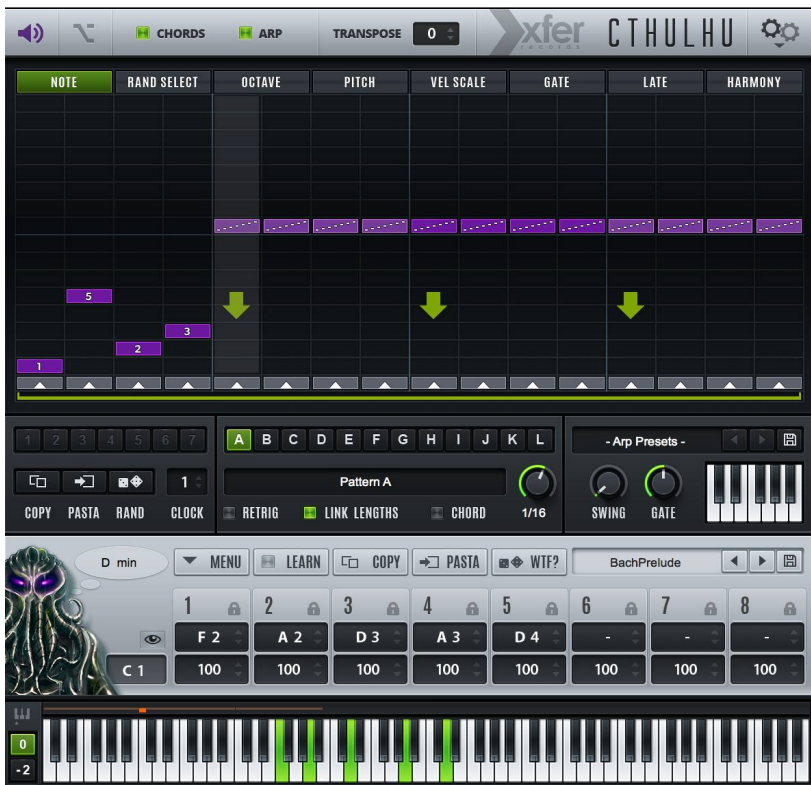 CHORDS ARP TRANSPOSE 0 xfer records CTHULHU
NOTE RAND SELECT OCTAVE PITCH VEL SCALE GATE LATE HARMONY
5
3
2
1
1 2 3 4 5 6 7 A B C D E F G H I J K L - Arp Presets -
1 Pattern A
COPY PASTA RAND CLOCK RETRIG LINK LENGTHS CHORD 1/16 SWING GATE
D min MENU LEARN COPY PASTA WTF? BachPrelude
1 2 3 4 5 6 7 8
F 2 A 2 D 3 A 3 D 4 - - -
C 1 100 100 100 100 100 100 100 100
0
-2